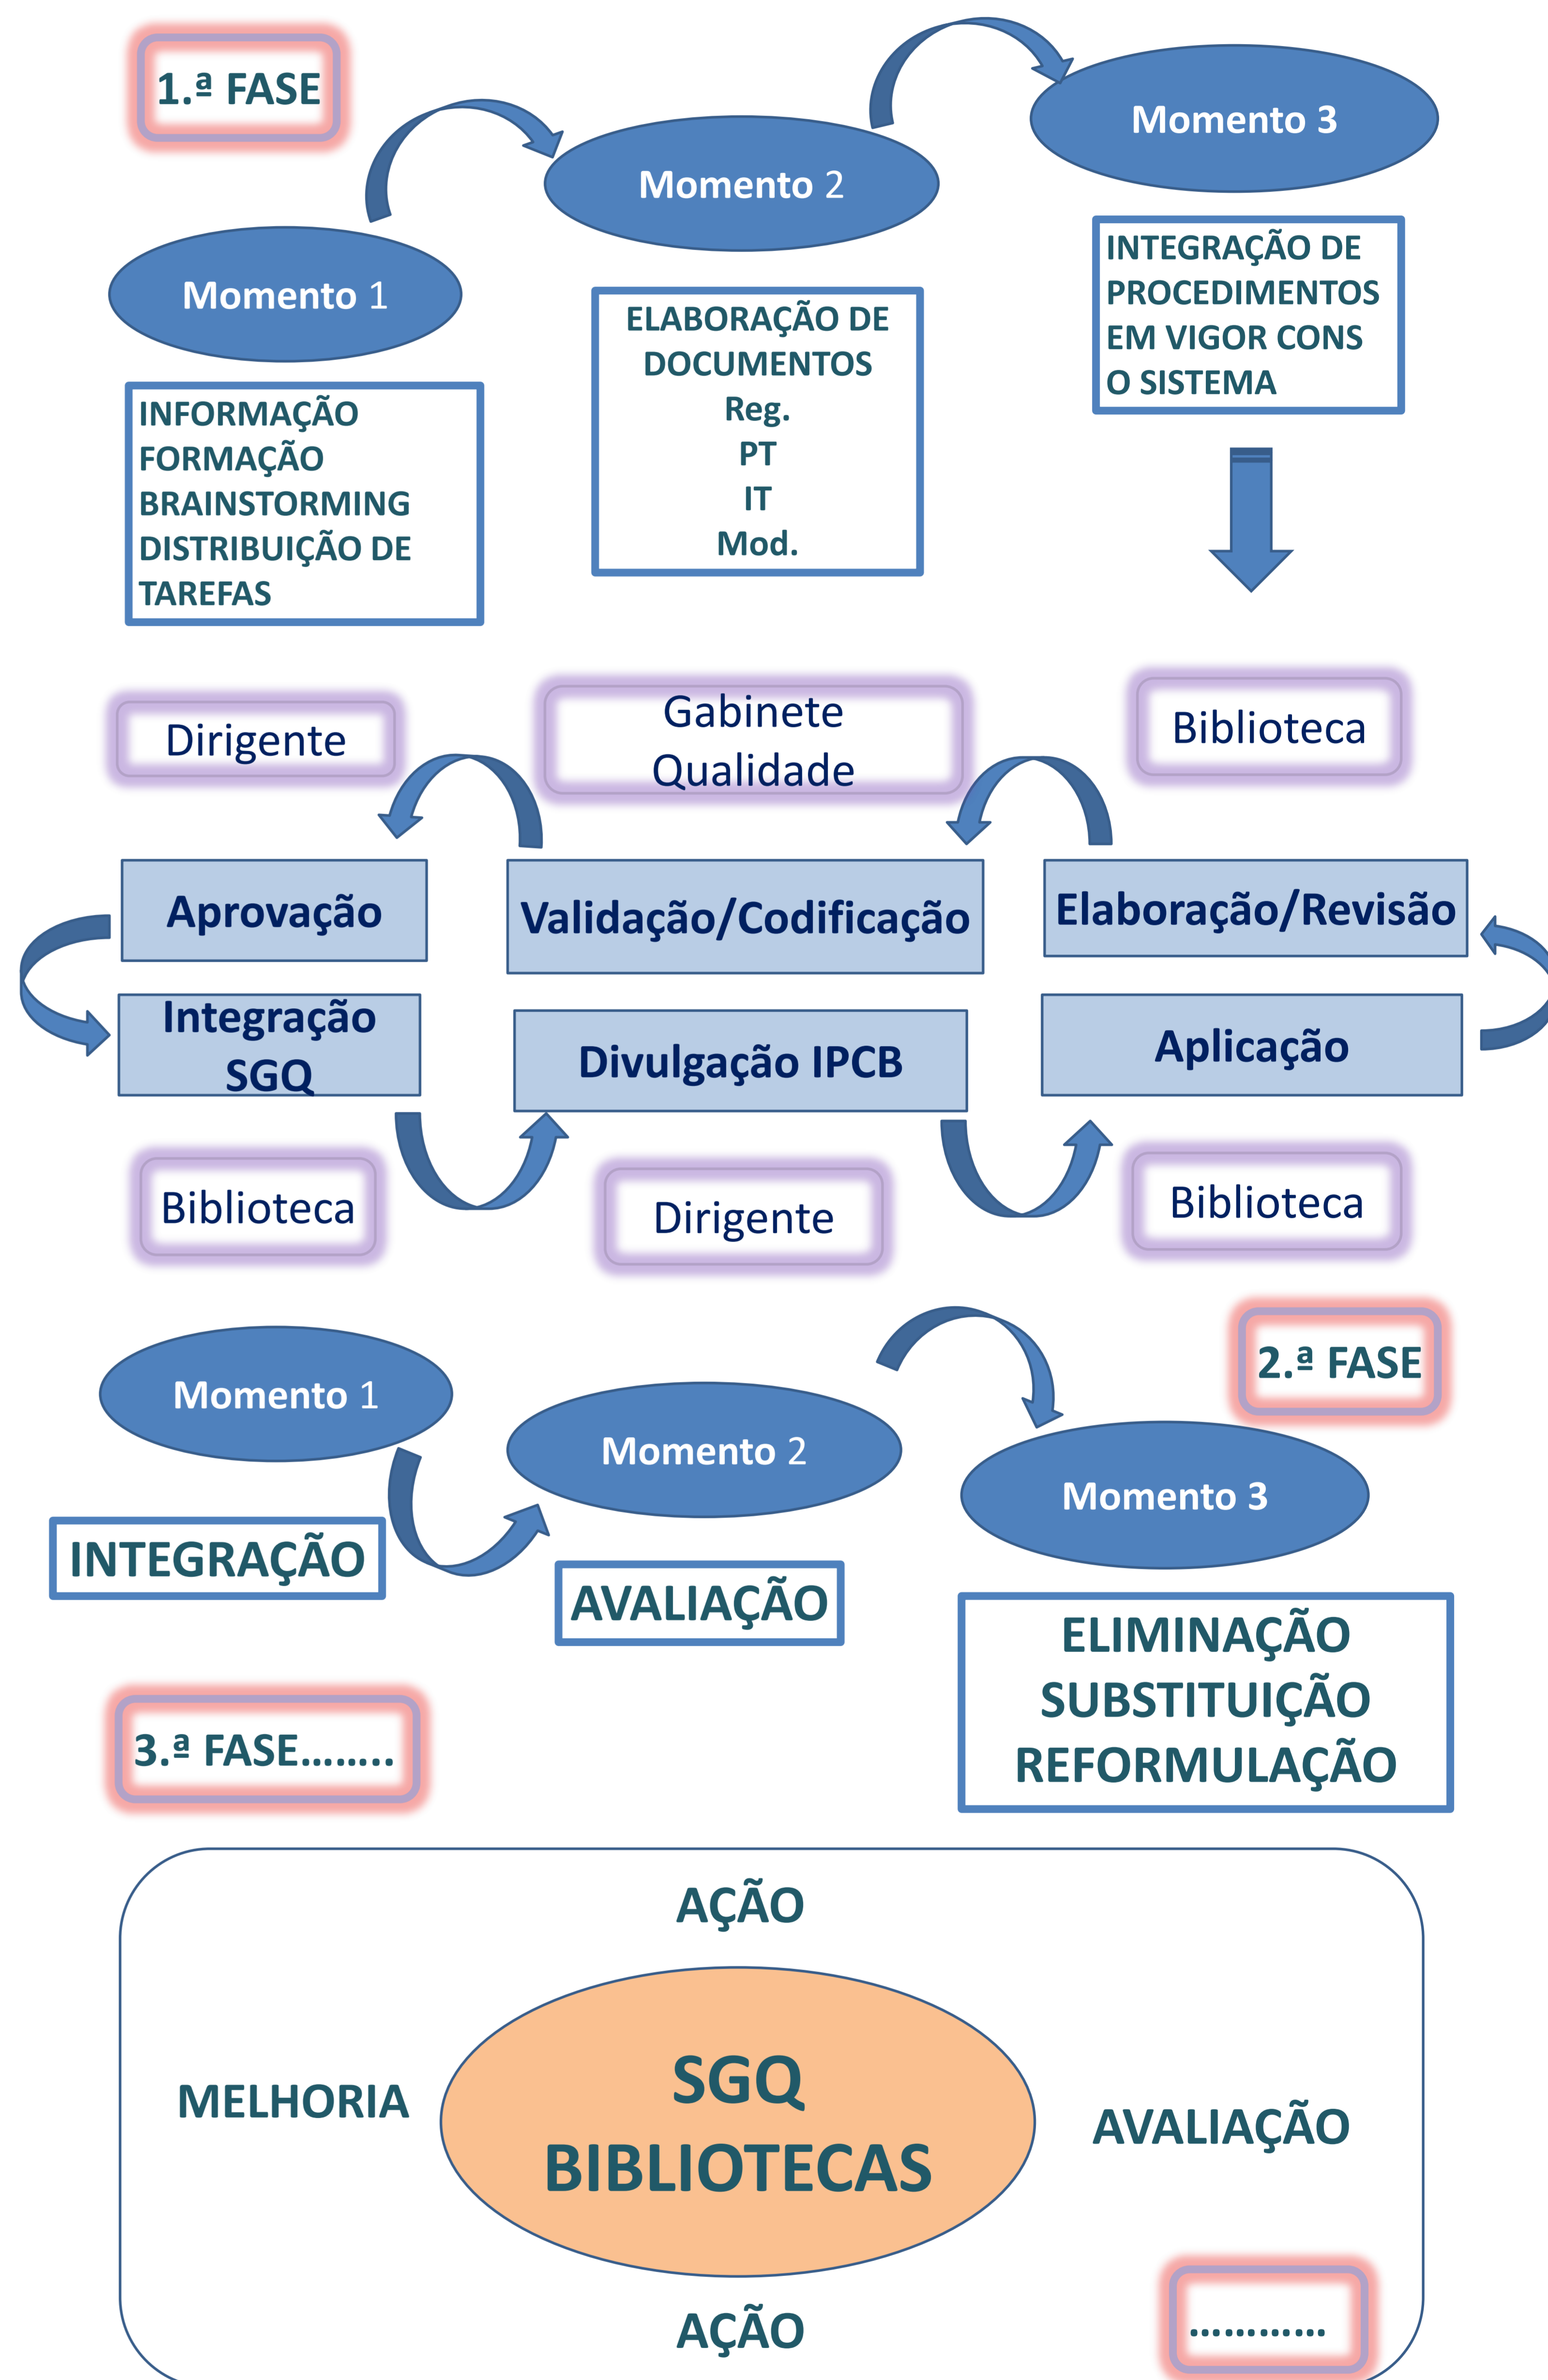 1.ª FASE
Momento 1
INFORMAÇÃO
FORMAÇÃO
BRAINSTORMING
DISTRIBUIÇÃO DE
TAREFAS
Momento 2
ELABORAÇÃO DE
DOCUMENTOS
Reg.
PT
IT
Mod.
Momento 3
INTEGRAÇÃO DE
PROCEDIMENTOS
EM VIGOR CONS
O SISTEMA
Dirigente
Gabinete
Qualidade
Biblioteca
Aprovação
Validação/Codificação
Elaboração/Revisão
Integração
SGQ
Divulgação IPCB
Aplicação
Biblioteca
Dirigente
Biblioteca
2.ª FASE
Momento 1
INTEGRAÇÃO
Momento 2
AVALIAÇÃO
Momento 3
ELIMINAÇÃO
SUBSTITUIÇÃO
REFORMULAÇÃO
3.ª FASE........
AÇÃO
MELHORIA
SGQ
BIBLIOTECAS
AVALIAÇÃO
AÇÃO
............